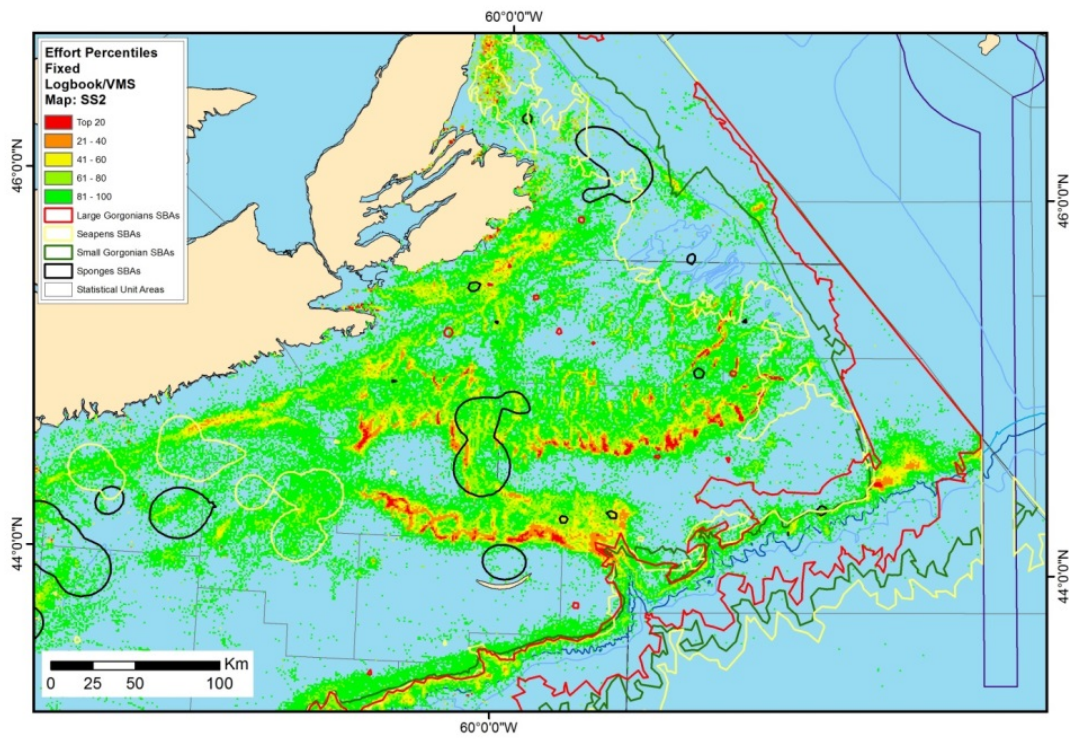 60°0'0"W
Effort Percentiles
Fixed
Logbook/VMS
Map: SS2
Top 20
21 - 40
41 - 60
61 - 80
81 - 100
Large Gorgonians SBAs
Seapens SBAs
Small Gorgonian SBAs
Sponges SBAs
Statistical Unit Areas
46°0'0"N
46°0'0"N
44°0'0"N
44°0'0"N
Km
0 25 50 100
60°0'0"W